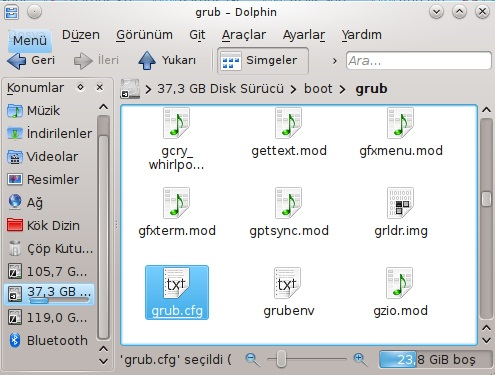 grub – Dolphin
Menü Düzen Görünüm Git Araçlar Ayarlar Yardım
Geri İleri Yukarı Simgeler Ara...
Konumlar
37,3 GB Disk Sürücü > boot > grub
Müzik
İndirilenler
Videolar
Resimler
Ağ
Kök Dizin
Çöp Kutu...
105,7 G...
37,3 GB ...
119,0 G...
Bluetooth
gcry_
whirlpo...
gettext.mod
gfxmenu.mod
gfxterm.mod
gptsync.mod
grldr.img
txt
grub.cfg
txt
grubenv
gzio.mod
'grub.cfg' seçildi (
23,8 GiB boş